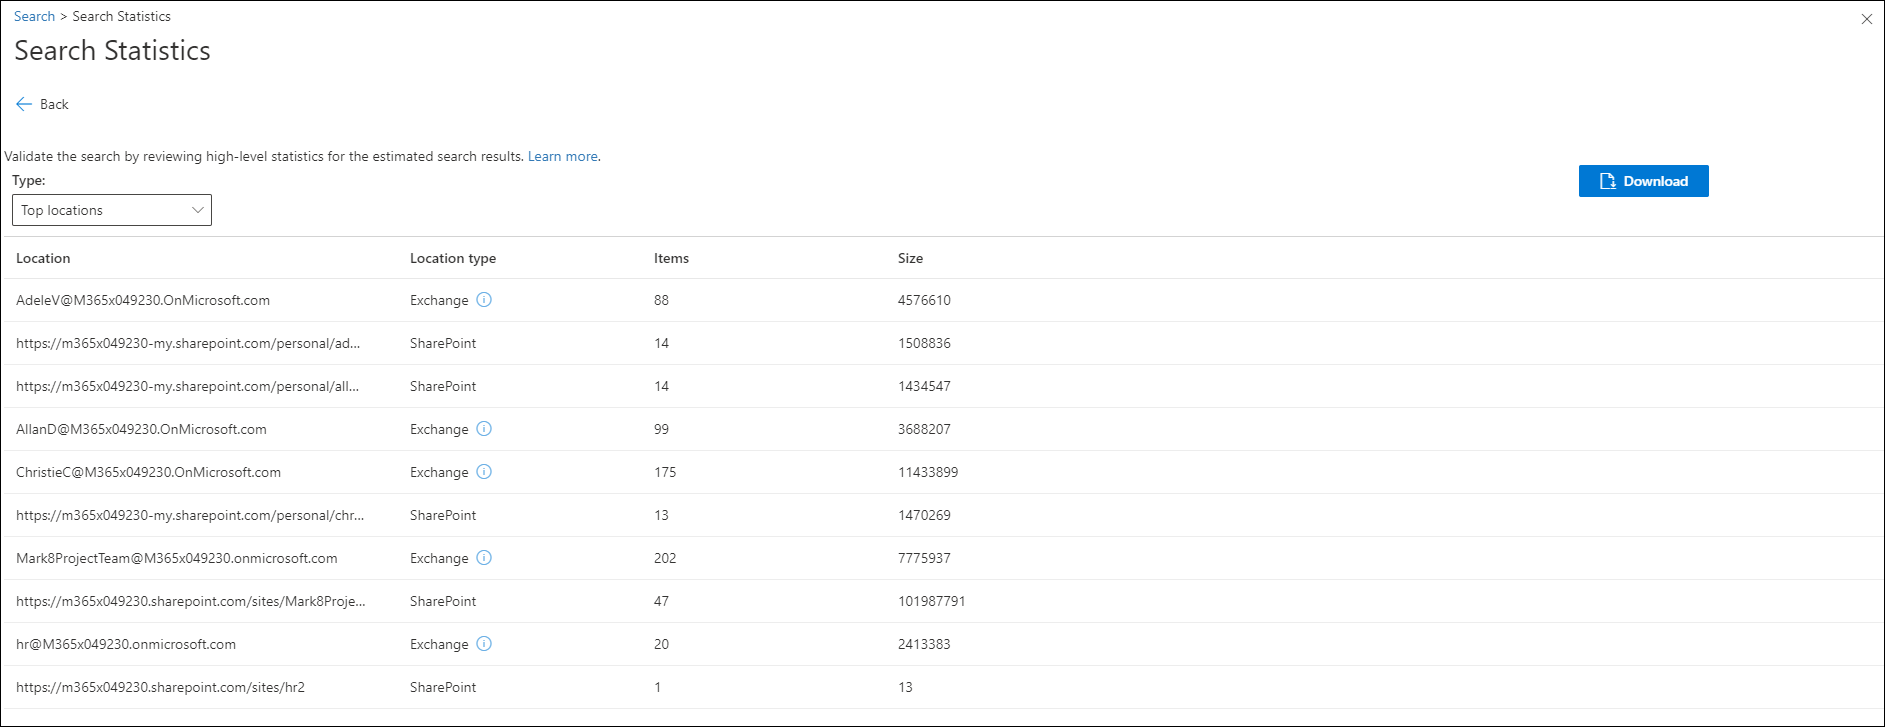 Search > Search Statistics
Search Statistics
Back
Validate the search by reviewing high-level statistics for the estimated search results. Learn more.
Type:
Download
Top locations
Location Location type Items Size
AdeleV@M365x049230.OnMicrosoft.com Exchange 88 4576610
https://m365x049230-my.sharepoint.com/personal/ad... SharePoint 14 1508836
https://m365x049230-my.sharepoint.com/personal/all... SharePoint 14 1434547
AllanD@M365x049230.OnMicrosoft.com Exchange 99 3688207
ChristieC@M365x049230.OnMicrosoft.com Exchange 175 11433899
https://m365x049230-my.sharepoint.com/personal/chr... SharePoint 13 1470269
Mark8ProjectTeam@M365x049230.onmicrosoft.com Exchange 202 7775937
https://m365x049230.sharepoint.com/sites/Mark8Proje... SharePoint 47 101987791
hr@M365x049230.onmicrosoft.com Exchange 20 2413383
https://m365x049230.sharepoint.com/sites/hr2 SharePoint 1 13